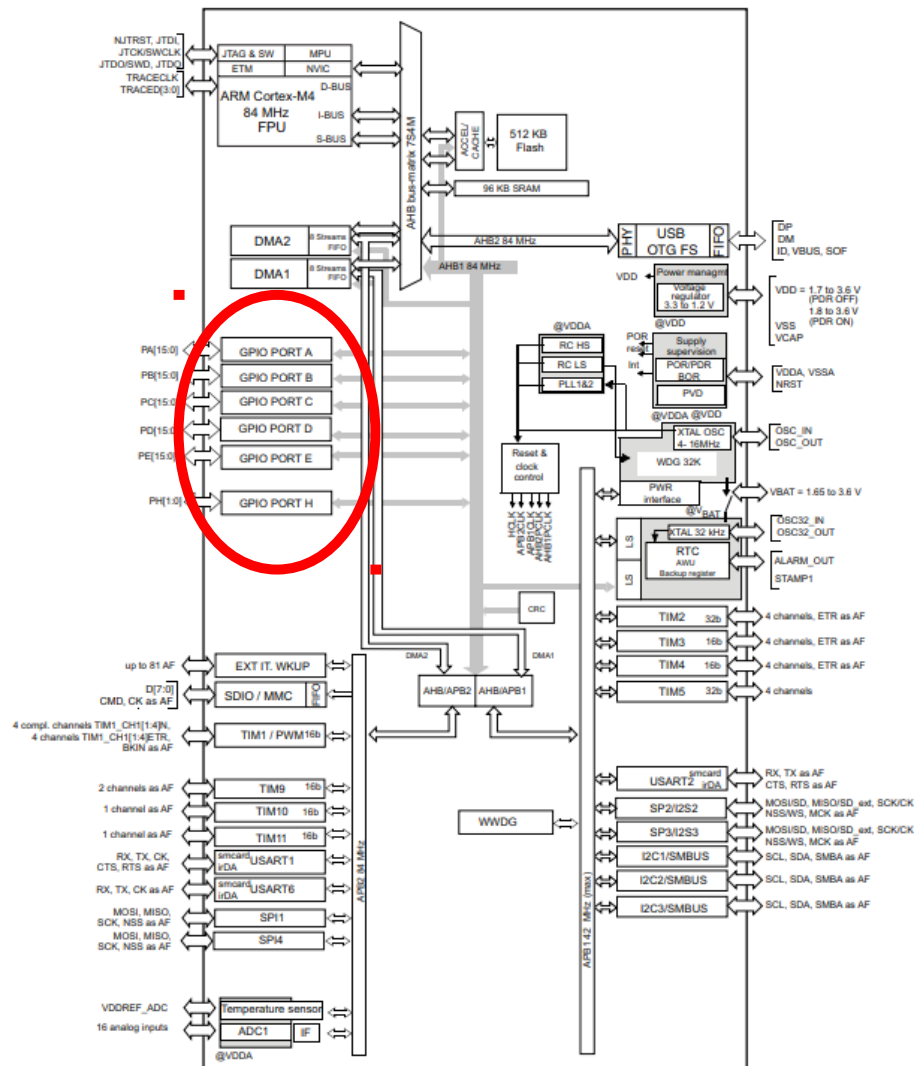 NJTRST, JTDI,
JTCK/SWCLK
JTDO/SWD, JTDO
TRACECLK
TRACED[3:0]
JTAG & SW
MPU
ETM
NVIC
D-BUS
ARM Cortex-M4
84 MHz
FPU
I-BUS
S-BUS
AHB bus-matrix 7S4M
ACCEL/
CACHE
512 KB
Flash
96 KB SRAM
DMA2
8 Streams
FIFO
DMA1
8 Streams
FIFO
AHB2 84 MHz
AHB1 84 MHz
PHY
USB
OTG FS
FIFO
DP
DM
ID, VBUS, SOF
Power managmt
VDD
Voltage
regulator
3.3 to 1.2 V
@VDD
VDD = 1.7 to 3.6 V
(PDR OFF)
1.8 to 3.6 V
(PDR ON)
VSS
VCAP
@VDDA
RC HS
RC LS
PLL1&2
POR
reset
Int
Supply
supervision
POR/PDR
BOR
PVD
VDDA, VSSA
NRST
@VDDA
@VDD
PA[15:0]
GPIO PORT A
PB[15:0]
GPIO PORT B
PC[15:0]
GPIO PORT C
PD[15:0]
GPIO PORT D
PE[15:0]
GPIO PORT E
PH[1:0]
GPIO PORT H
XTAL OSC
4- 16MHz
OSC_IN
OSC_OUT
WDG 32K
Reset &
clock
control
HCLK
APB2CLK
APB1CLK
AHB2PCLK
AHB1PCLK
PWR
interface
VBAT = 1.65 to 3.6 V
@VBAT
LS
LS
XTAL 32 kHz
OSC32_IN
OSC32_OUT
RTC
AWU
Backup register
ALARM_OUT
STAMP1
CRC
TIM2
32b
4 channels, ETR as AF
TIM3
16b
4 channels, ETR as AF
TIM4
16b
4 channels, ETR as AF
TIM5
32b
4 channels
DMA2
DMA1
AHB/APB2
AHB/APB1
up to 81 AF
EXT IT. WKUP
D[7:0]
CMD, CK as AF
SDIO / MMC
FIFO
4 compl. channels TIM1_CH1[1:4]N,
4 channels TIM1_CH1[1:4]ETR,
BKIN as AF
TIM1 / PWM
16b
2 channels as AF
TIM9
16b
1 channel as AF
TIM10
16b
1 channel as AF
TIM11
16b
RX, TX, CK,
CTS, RTS as AF
smcard
irDA
USART1
RX, TX, CK as AF
smcard
irDA
USART6
MOSI, MISO,
SCK, NSS as AF
SPI1
MOSI, MISO,
SCK, NSS as AF
SPI4
APB2 84 MHz
WWDG
APB1 42 MHz (max)
USART2
smcard
irDA
RX, TX as AF
CTS, RTS as AF
SP2/I2S2
MOSI/SD, MISO/SD_ext, SCK/CK
NSS/WS, MCK as AF
SP3/I2S3
MOSI/SD, MISO/SD_ext, SCK/CK
NSS/WS, MCK as AF
I2C1/SMBUS
SCL, SDA, SMBA as AF
I2C2/SMBUS
SCL, SDA, SMBA as AF
I2C3/SMBUS
SCL, SDA, SMBA as AF
VDDREF_ADC
Temperature sensor
16 analog inputs
ADC1
IF
@VDDA